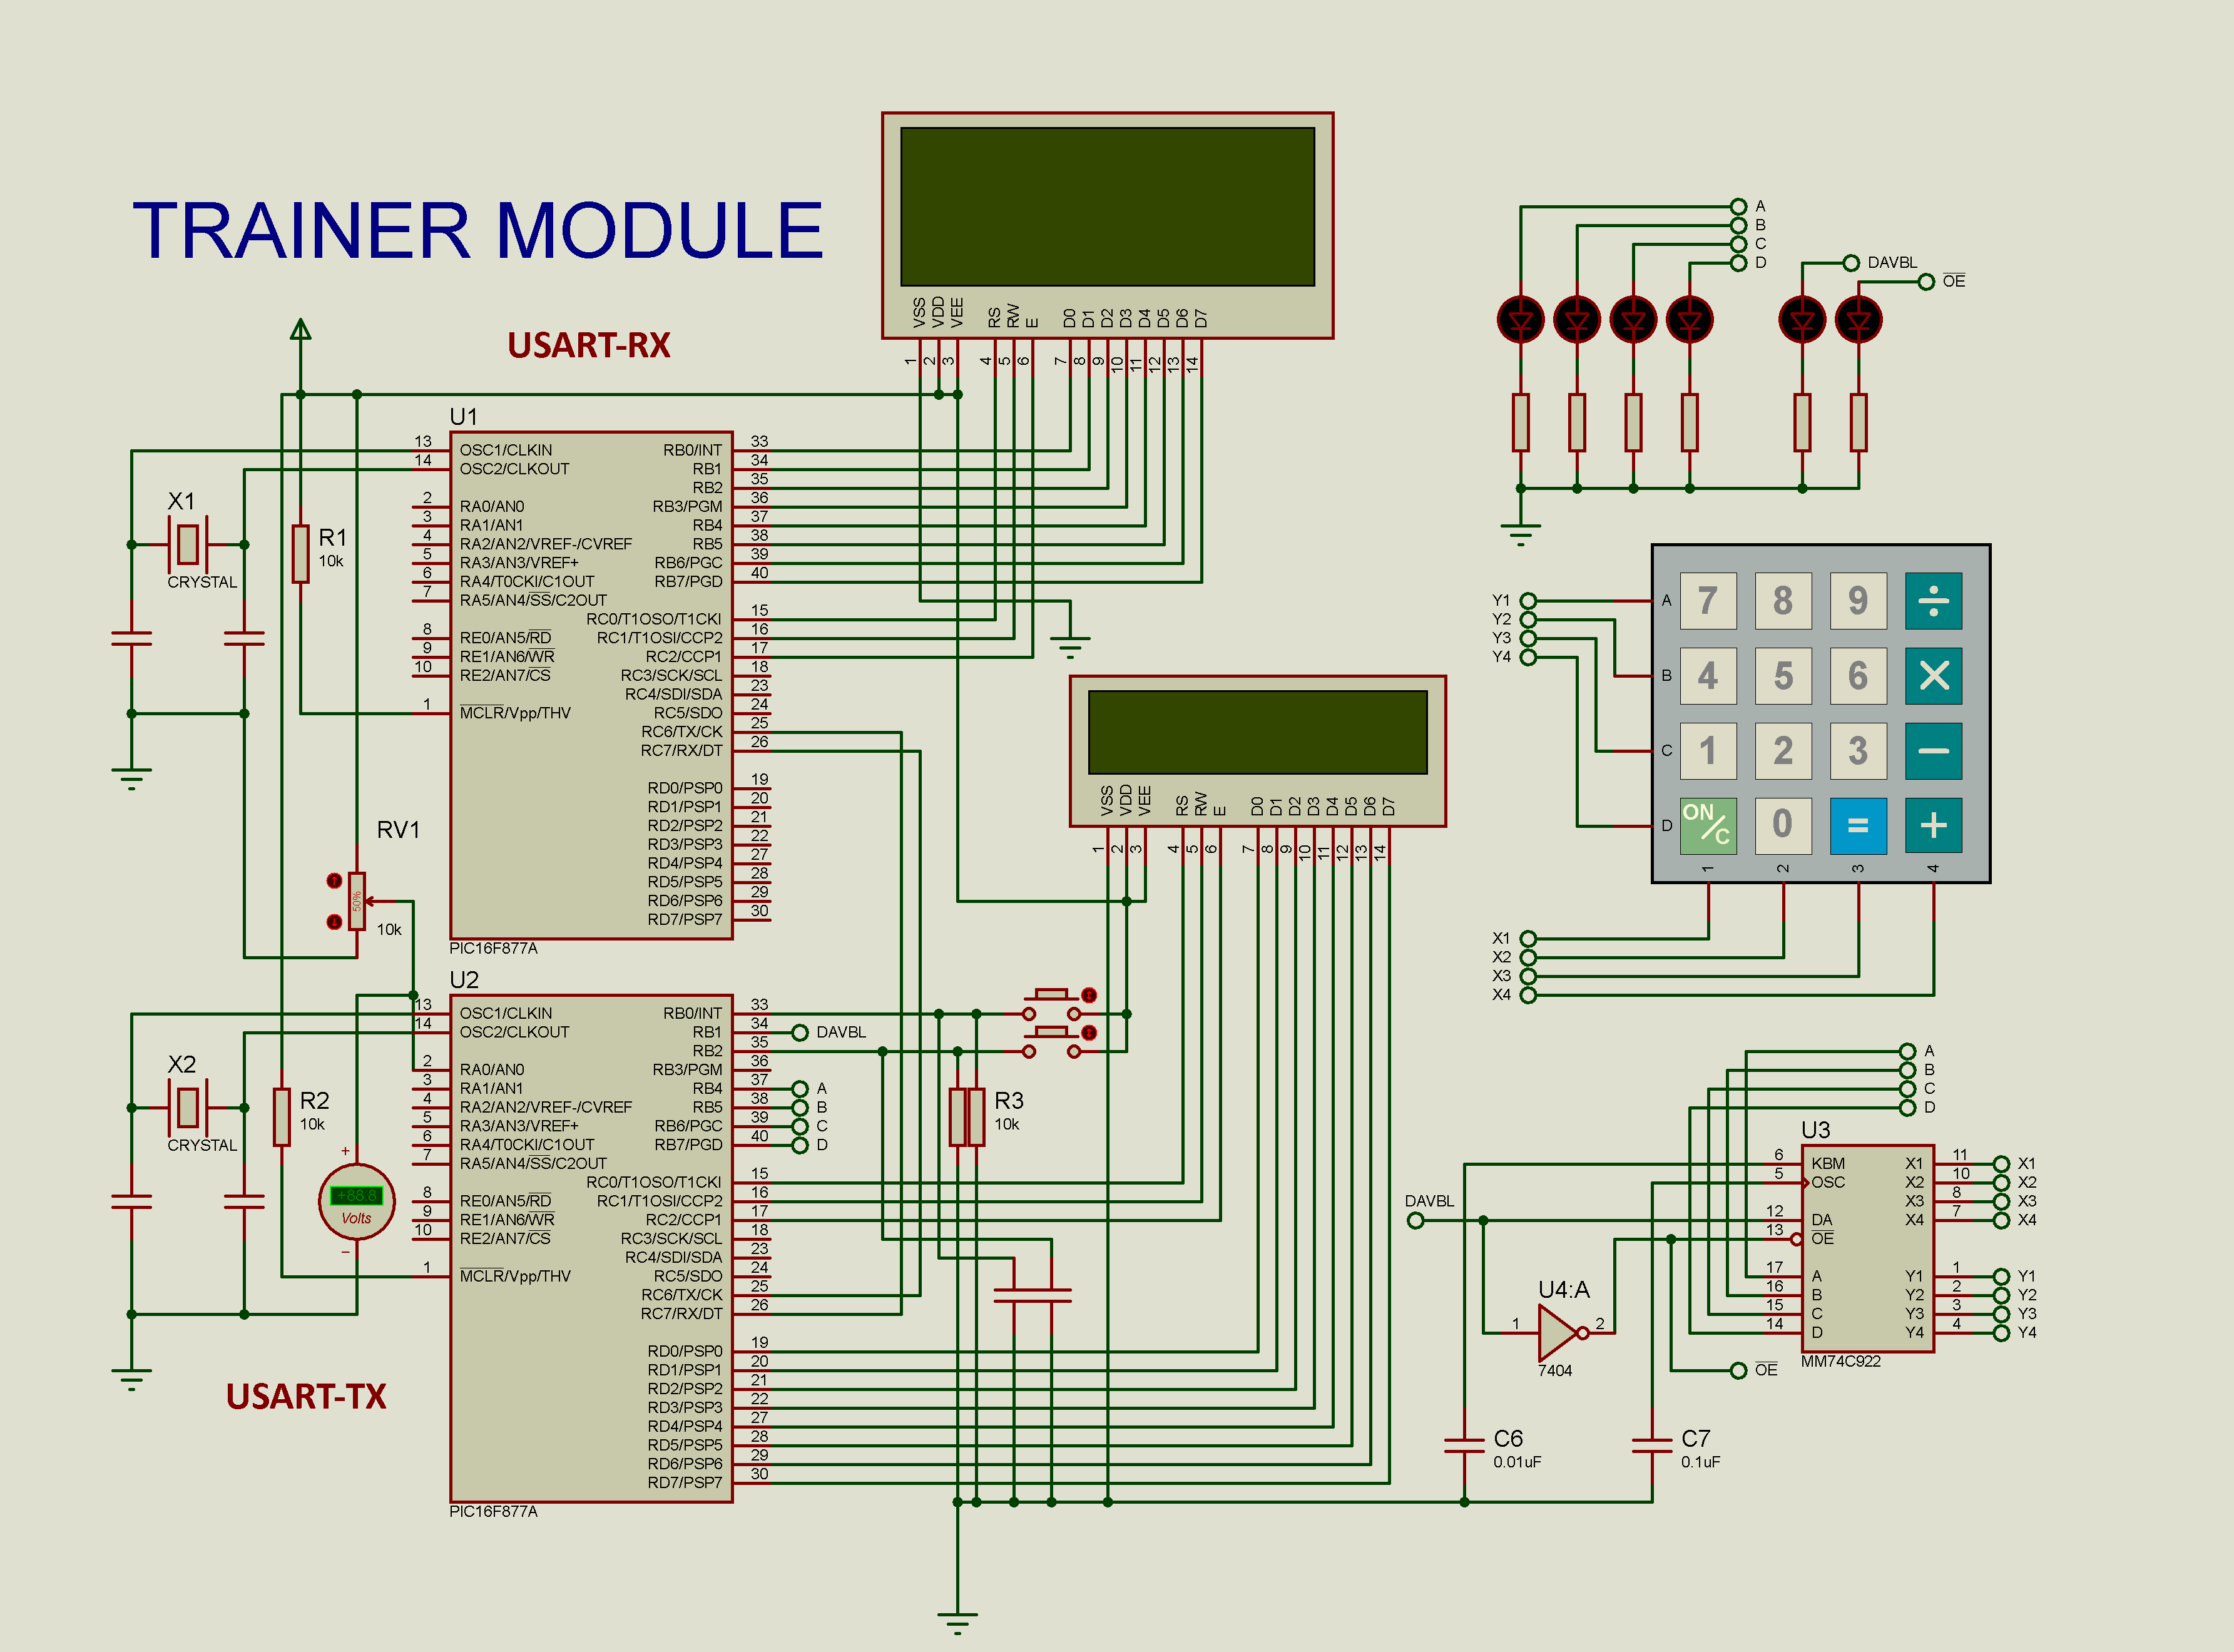 TRAINER MODULE
USART-RX
VSS VDD VEE RS RW E D0 D1 D2 D3 D4 D5 D6 D7
1 2 3 4 5 6 7 8 9 10 11 12 13 14
A
B
C
D
DAVBL
OE
U1
13 OSC1/CLKIN RB0/INT 33
14 OSC2/CLKOUT RB1 34
RB2 35
2 RA0/AN0 RB3/PGM 36
3 RA1/AN1 RB4 37
4 RA2/AN2/VREF-/CVREF RB5 38
5 RA3/AN3/VREF+ RB6/PGC 39
6 RA4/T0CKI/C1OUT RB7/PGD 40
7 RA5/AN4/SS/C2OUT
RC0/T1OSO/T1CKI 15
8 RE0/AN5/RD RC1/T1OSI/CCP2 16
9 RE1/AN6/WR RC2/CCP1 17
10 RE2/AN7/CS RC3/SCK/SCL 18
RC4/SDI/SDA 23
1 MCLR/Vpp/THV RC5/SDO 24
RC6/TX/CK 25
RC7/RX/DT 26
RD0/PSP0 19
RD1/PSP1 20
RD2/PSP2 21
RD3/PSP3 22
RD4/PSP4 27
RD5/PSP5 28
RD6/PSP6 29
RD7/PSP7 30
PIC16F877A
X1
CRYSTAL
R1
10k
RV1
50%
10k
VSS VDD VEE RS RW E D0 D1 D2 D3 D4 D5 D6 D7
1 2 3 4 5 6 7 8 9 10 11 12 13 14
Y1
Y2
Y3
Y4
A 7 8 9 ÷
B 4 5 6 ×
C 1 2 3 −
D ON/C 0 = +
1 2 3 4
X1
X2
X3
X4
U2
13 OSC1/CLKIN RB0/INT 33
14 OSC2/CLKOUT RB1 34 DAVBL
RB2 35
2 RA0/AN0 RB3/PGM 36
3 RA1/AN1 RB4 37 A
4 RA2/AN2/VREF-/CVREF RB5 38 B
5 RA3/AN3/VREF+ RB6/PGC 39 C
6 RA4/T0CKI/C1OUT RB7/PGD 40 D
7 RA5/AN4/SS/C2OUT
RC0/T1OSO/T1CKI 15
8 RE0/AN5/RD RC1/T1OSI/CCP2 16
9 RE1/AN6/WR RC2/CCP1 17
10 RE2/AN7/CS RC3/SCK/SCL 18
RC4/SDI/SDA 23
1 MCLR/Vpp/THV RC5/SDO 24
RC6/TX/CK 25
RC7/RX/DT 26
RD0/PSP0 19
RD1/PSP1 20
RD2/PSP2 21
RD3/PSP3 22
RD4/PSP4 27
RD5/PSP5 28
RD6/PSP6 29
RD7/PSP7 30
PIC16F877A
X2
CRYSTAL
R2
10k
+
+88.8
Volts
−
USART-TX
R3
10k
A
B
C
D
U3
6 KBM X1 11 X1
5 OSC X2 10 X2
X3 8 X3
12 DA X4 7 X4
13 OE
17 A Y1 1 Y1
16 B Y2 2 Y2
15 C Y3 3 Y3
14 D Y4 4 Y4
MM74C922
DAVBL
U4:A
1 2
7404
OE
C6
0.01uF
C7
0.1uF